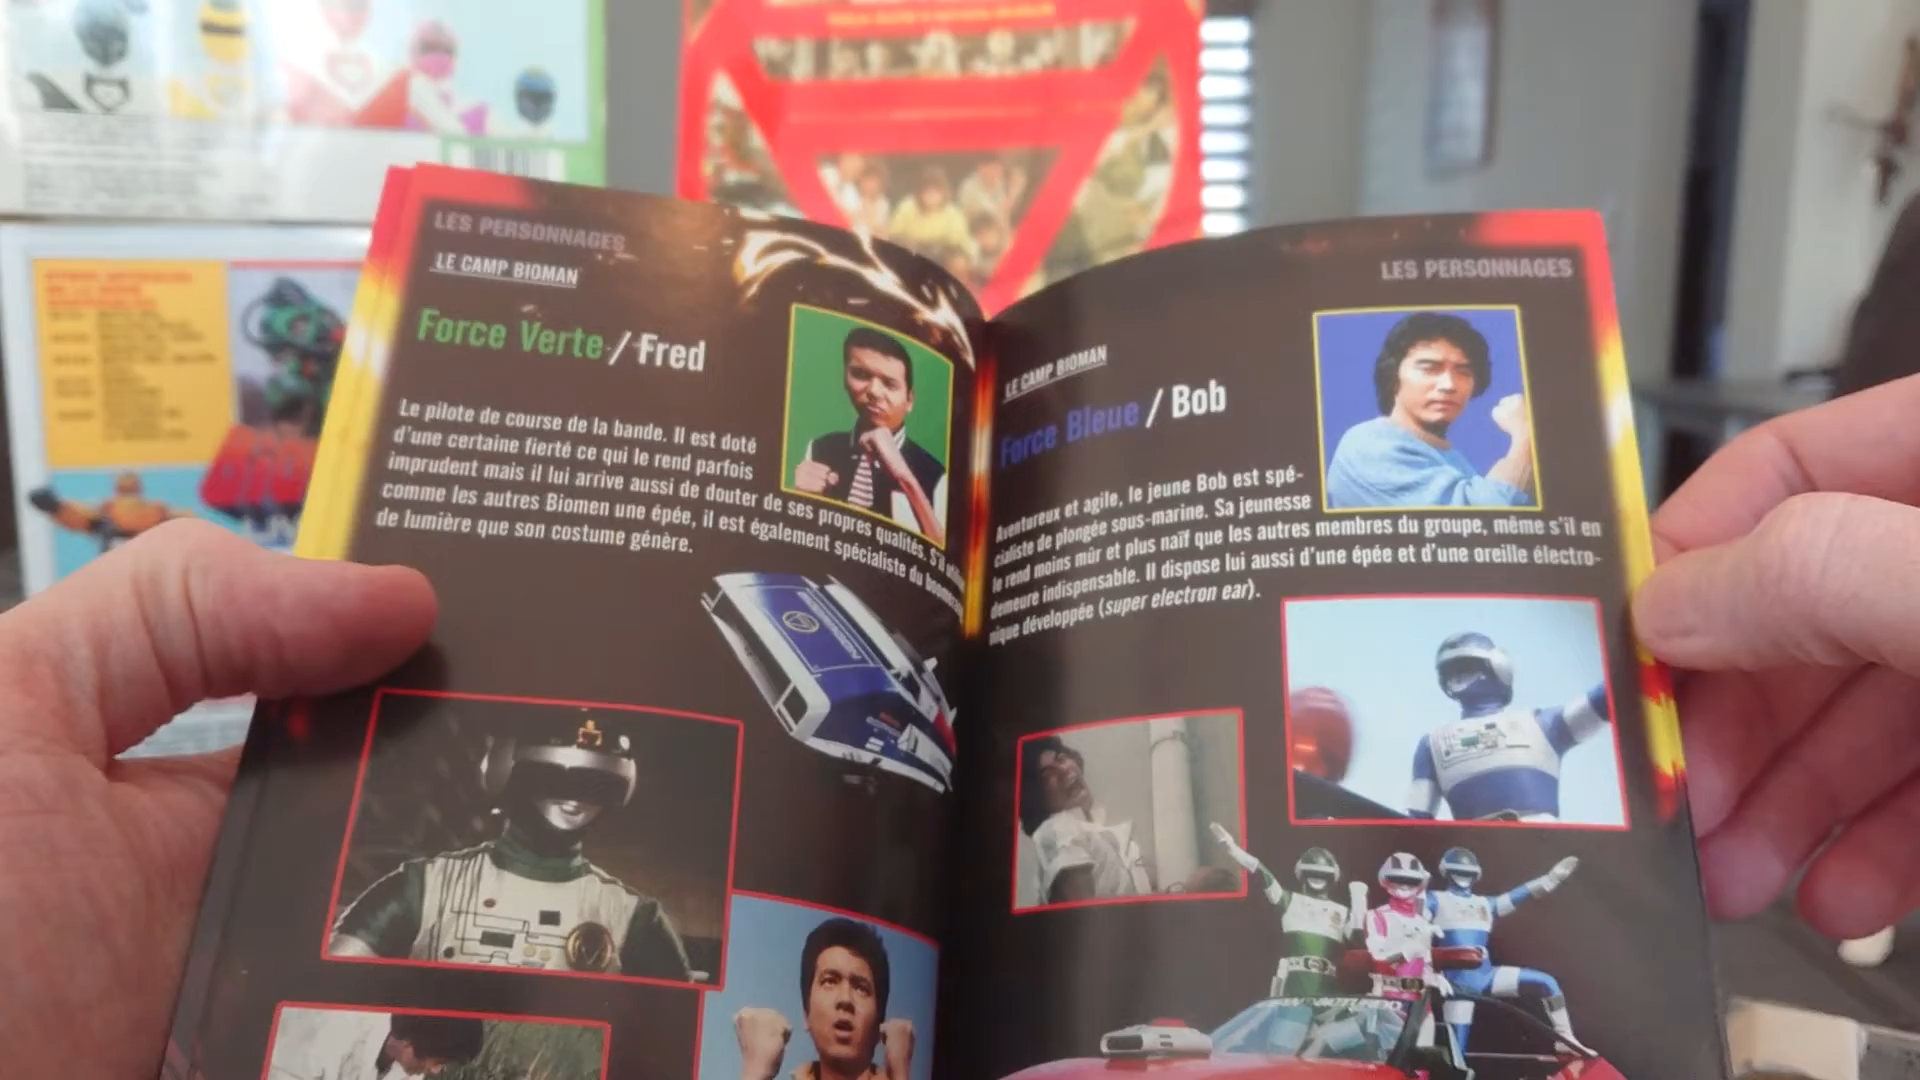 LES PERSONNAGES
LE CAMP BIOMAN
Force Verte / Fred
Le pilote de course de la bande. Il est doté
d'une certaine fierté ce qui le rend parfois
imprudent mais il lui arrive aussi de douter de ses propres qualités. S'il
comme les autres Biomen une épée, il est également spécialiste du
de lumière que son costume génère.
LES PERSONNAGES
LE CAMP BIOMAN
Force Bleue / Bob
Aventureux et agile, le jeune Bob est spé-
cialiste de plongée sous-marine. Sa jeunesse
le rend moins mûr et plus naïf que les autres membres du groupe, même s'il en
demeure indispensable. Il dispose lui aussi d'une épée et d'une oreille électro-
nique développée (super electron ear).